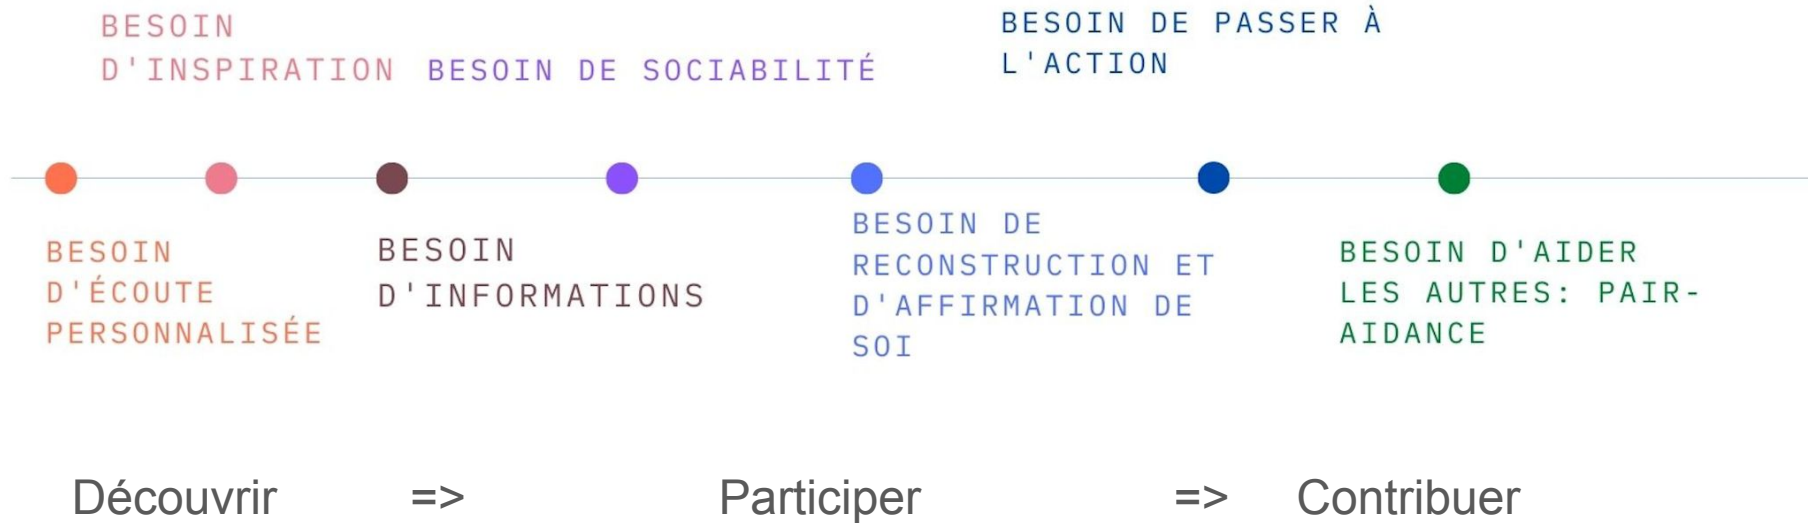 BESOIN
D'INSPIRATION
BESOIN DE SOCIABILITÉ
BESOIN DE PASSER À
L'ACTION
BESOIN
D'ÉCOUTE
PERSONNALISÉE
BESOIN
D'INFORMATIONS
BESOIN DE
RECONSTRUCTION ET
D'AFFIRMATION DE
SOI
BESOIN D'AIDER
LES AUTRES: PAIR-
AIDANCE
Découvrir => Participer => Contribuer